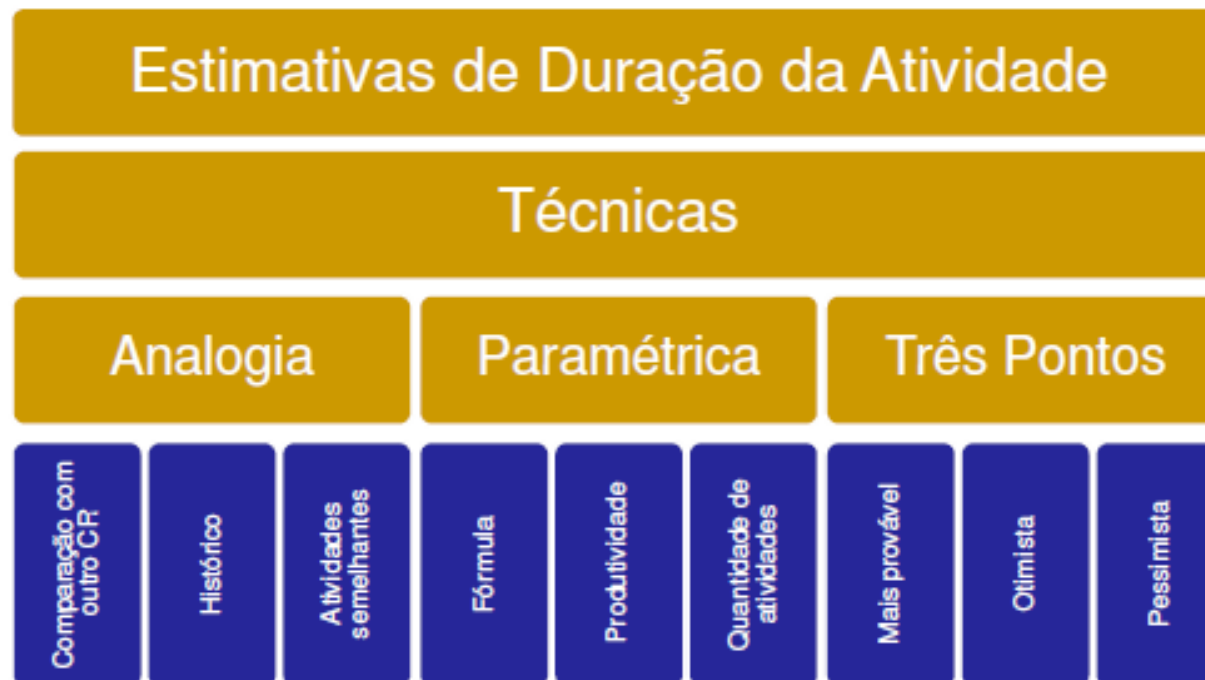 Estimativas de Duração da Atividade
Técnicas
Analogia
Paramétrica
Três Pontos
Comparação com
outro CR
Histórico
Atividades
semelhantes
Fórmula
Produtividade
Quantidade de
atividades
Mais provável
Otimista
Pessimista